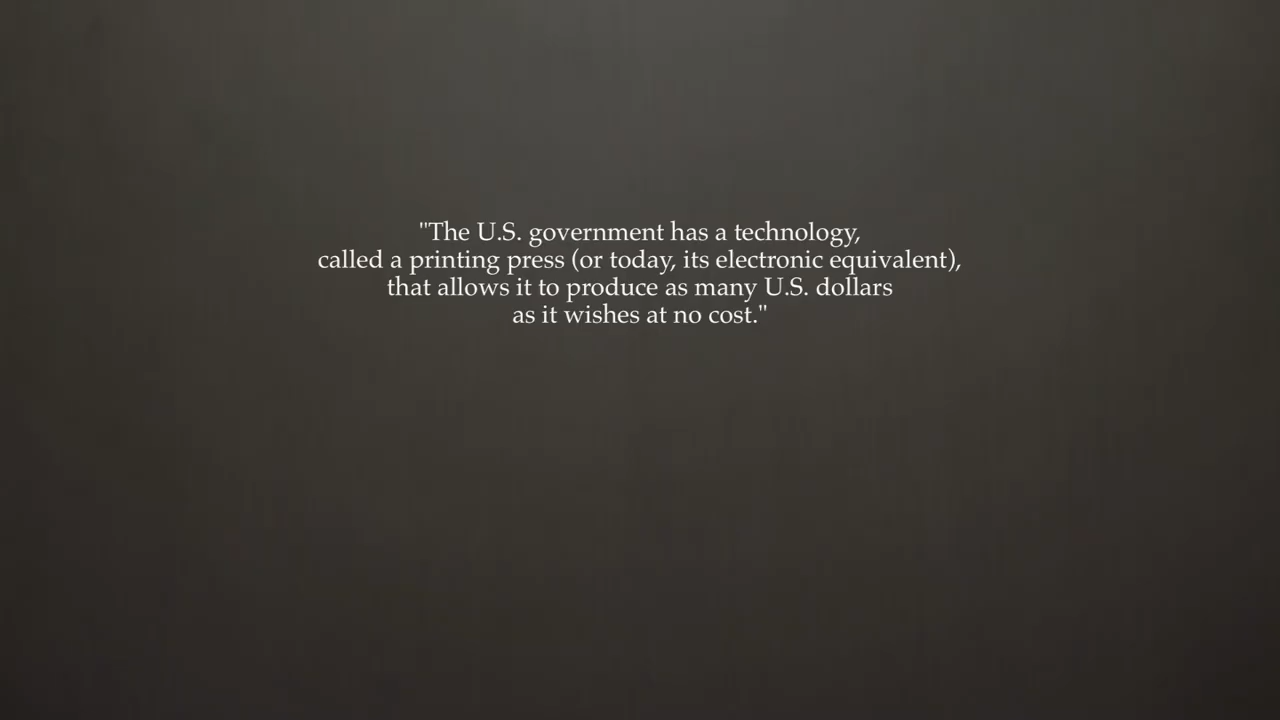 "The U.S. government has a technology,
called a printing press (or today, its electronic equivalent),
that allows it to produce as many U.S. dollars
as it wishes at no cost."